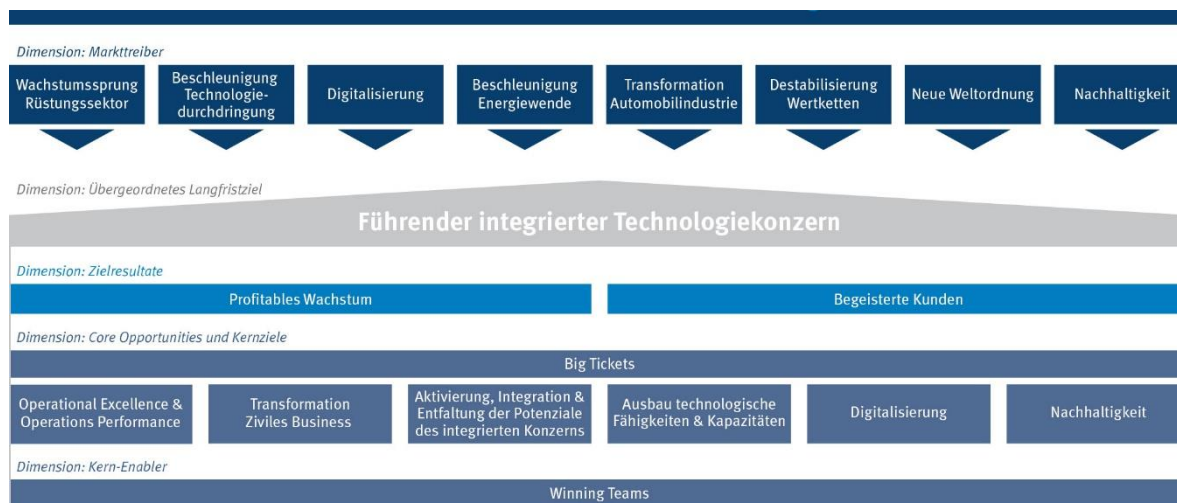 Dimension: Markttreiber
Wachstumssprung
Rüstungssektor
Beschleunigung
Technologie-
durchdringung
Digitalisierung
Beschleunigung
Energiewende
Transformation
Automobilindustrie
Destabilisierung
Wertketten
Neue Weltordnung
Nachhaltigkeit
Dimension: Übergeordnetes Langfristziel
Führender integrierter Technologiekonzern
Dimension: Zielresultate
Profitables Wachstum
Begeisterte Kunden
Dimension: Core Opportunities und Kernziele
Big Tickets
Operational Excellence &
Operations Performance
Transformation
Ziviles Business
Aktivierung, Integration &
Entfaltung der Potenziale
des integrierten Konzerns
Ausbau technologische
Fähigkeiten & Kapazitäten
Digitalisierung
Nachhaltigkeit
Dimension: Kern-Enabler
Winning Teams